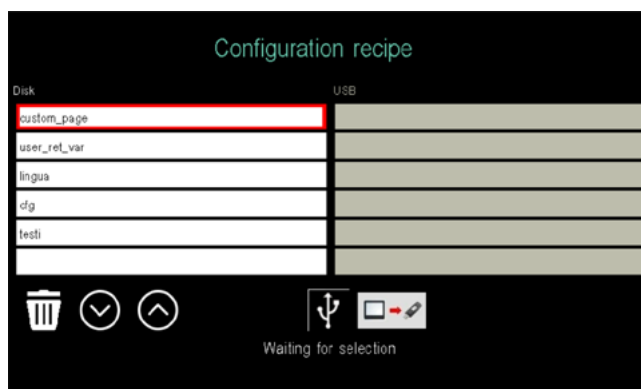 Configuration recipe
Disk USB
custom_page
user_ret_var
lingua
cfg
testi
Waiting for selection